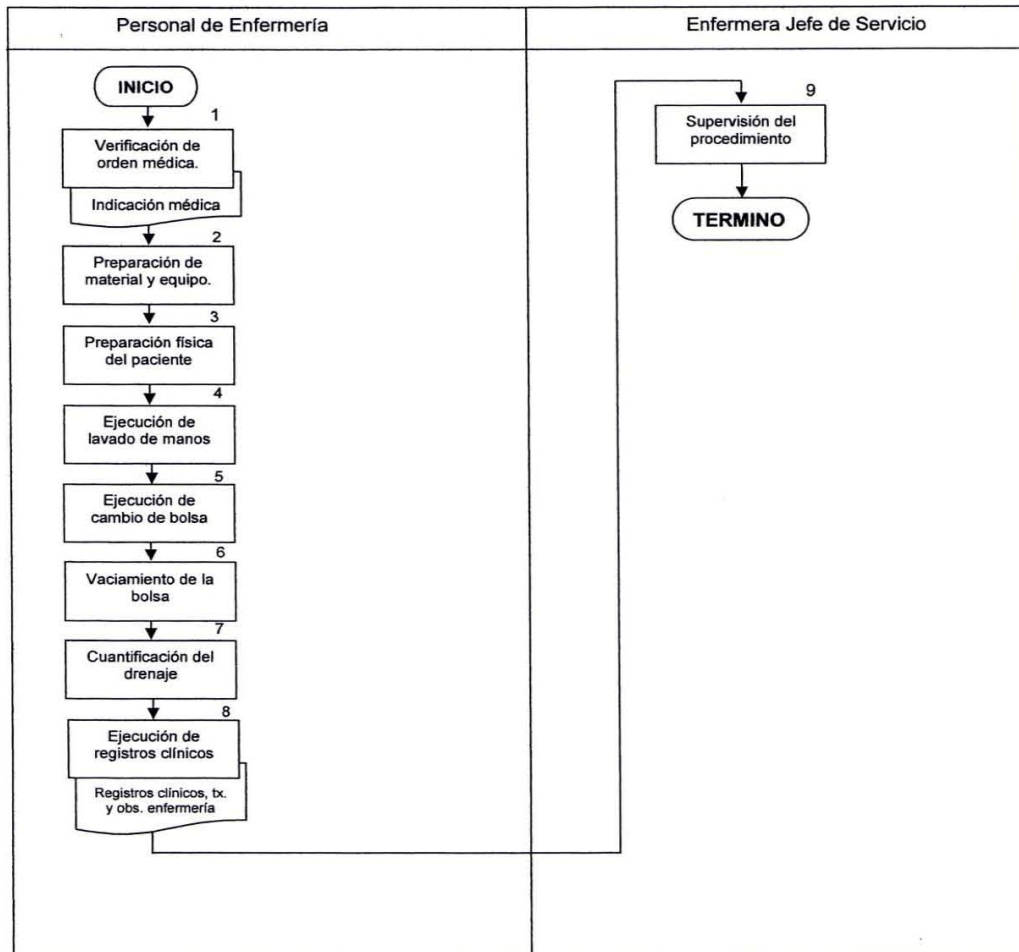 Personal de Enfermería
Enfermera Jefe de Servicio
INICIO
1
Verificación de
orden médica.
Indicación médica
2
Preparación de
material y equipo.
3
Preparación física
del paciente
4
Ejecución de
lavado de manos
5
Ejecución de
cambio de bolsa
6
Vaciamiento de la
bolsa
7
Cuantificación del
drenaje
8
Ejecución de
registros clínicos
Registros clínicos, tx.
y obs. enfermería
9
Supervisión del
procedimiento
TERMINO